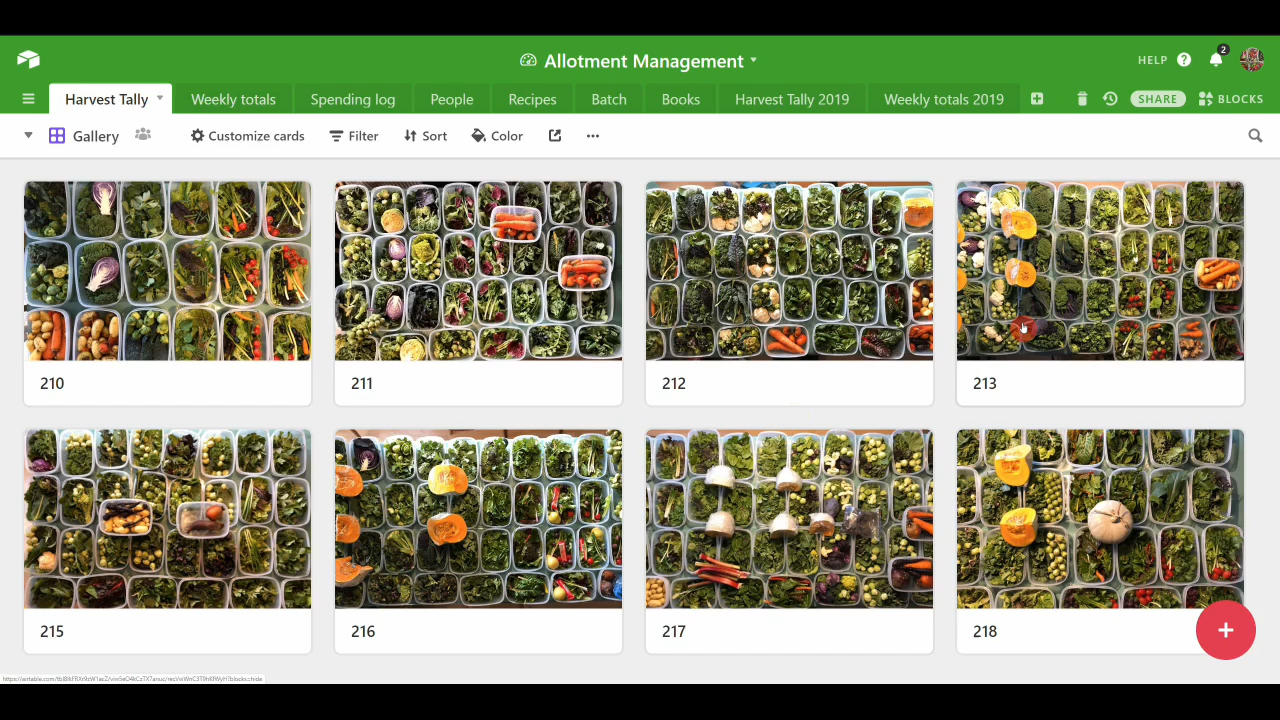 Allotment Management
HELP
2
Harvest Tally
Weekly totals
Spending log
People
Recipes
Batch
Books
Harvest Tally 2019
Weekly totals 2019
SHARE
BLOCKS
Gallery
Customize cards
Filter
Sort
Color
210
211
212
213
215
216
217
218